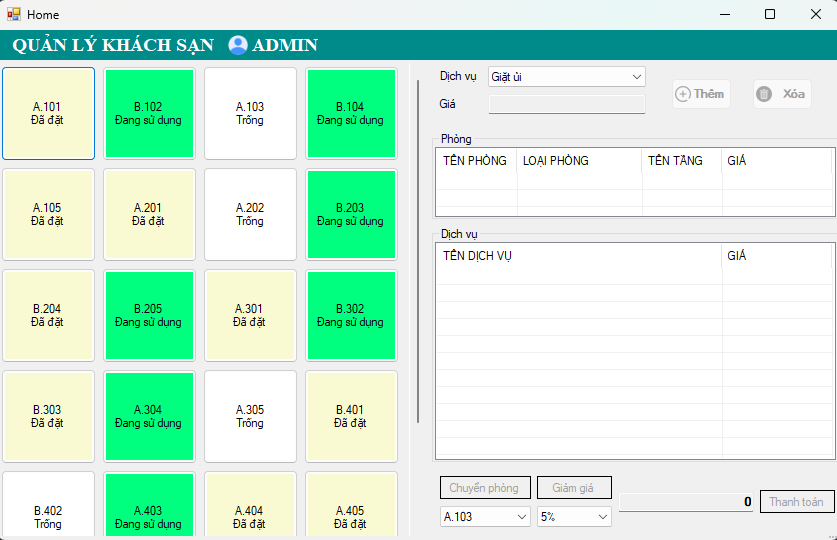 Home
QUẢN LÝ KHÁCH SẠN ADMIN
A.101
Đã đặt
B.102
Đang sử dụng
A.103
Trống
B.104
Đang sử dụng
A.105
Đã đặt
A.201
Đã đặt
A.202
Trống
B.203
Đang sử dụng
B.204
Đã đặt
B.205
Đang sử dụng
A.301
Đã đặt
B.302
Đang sử dụng
B.303
Đã đặt
A.304
Đang sử dụng
A.305
Trống
B.401
Đã đặt
B.402
Trống
A.403
Đang sử dụng
A.404
Đã đặt
A.405
Đã đặt
Dịch vụ Giặt ủi
Giá
Thêm
Xóa
Phòng
TÊN PHÒNG LOẠI PHÒNG TÊN TẦNG GIÁ
Dịch vụ
TÊN DỊCH VỤ GIÁ
Chuyển phòng Giảm giá
A.103 5%
0
Thanh toán